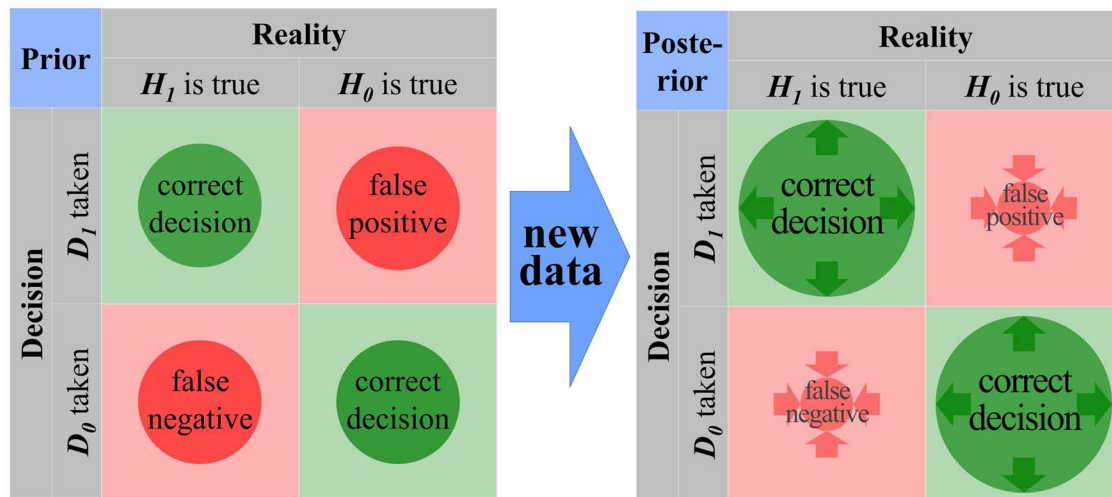 Prior
Reality
H₁ is true
H₀ is true
Decision
D₁ taken
correct
decision
false
positive
D₀ taken
false
negative
correct
decision
new
data
Poste-
rior
Reality
H₁ is true
H₀ is true
Decision
D₁ taken
correct
decision
false
positive
D₀ taken
false
negative
correct
decision